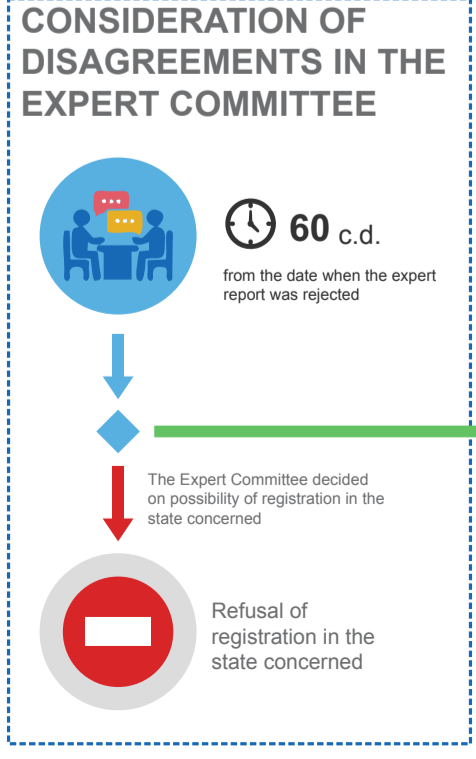 CONSIDERATION OF
DISAGREEMENTS IN THE
EXPERT COMMITTEE
60 c.d.
from the date when the expert
report was rejected
The Expert Committee decided
on possibility of registration in the
state concerned
Refusal of
registration in the
state concerned